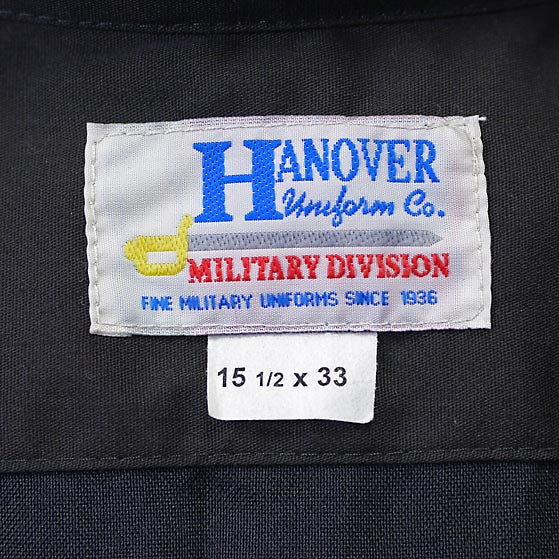 HANOVER
Uniform Co.
MILITARY DIVISION
FINE MILITARY UNIFORMS SINCE 1936
15 1/2 x 33